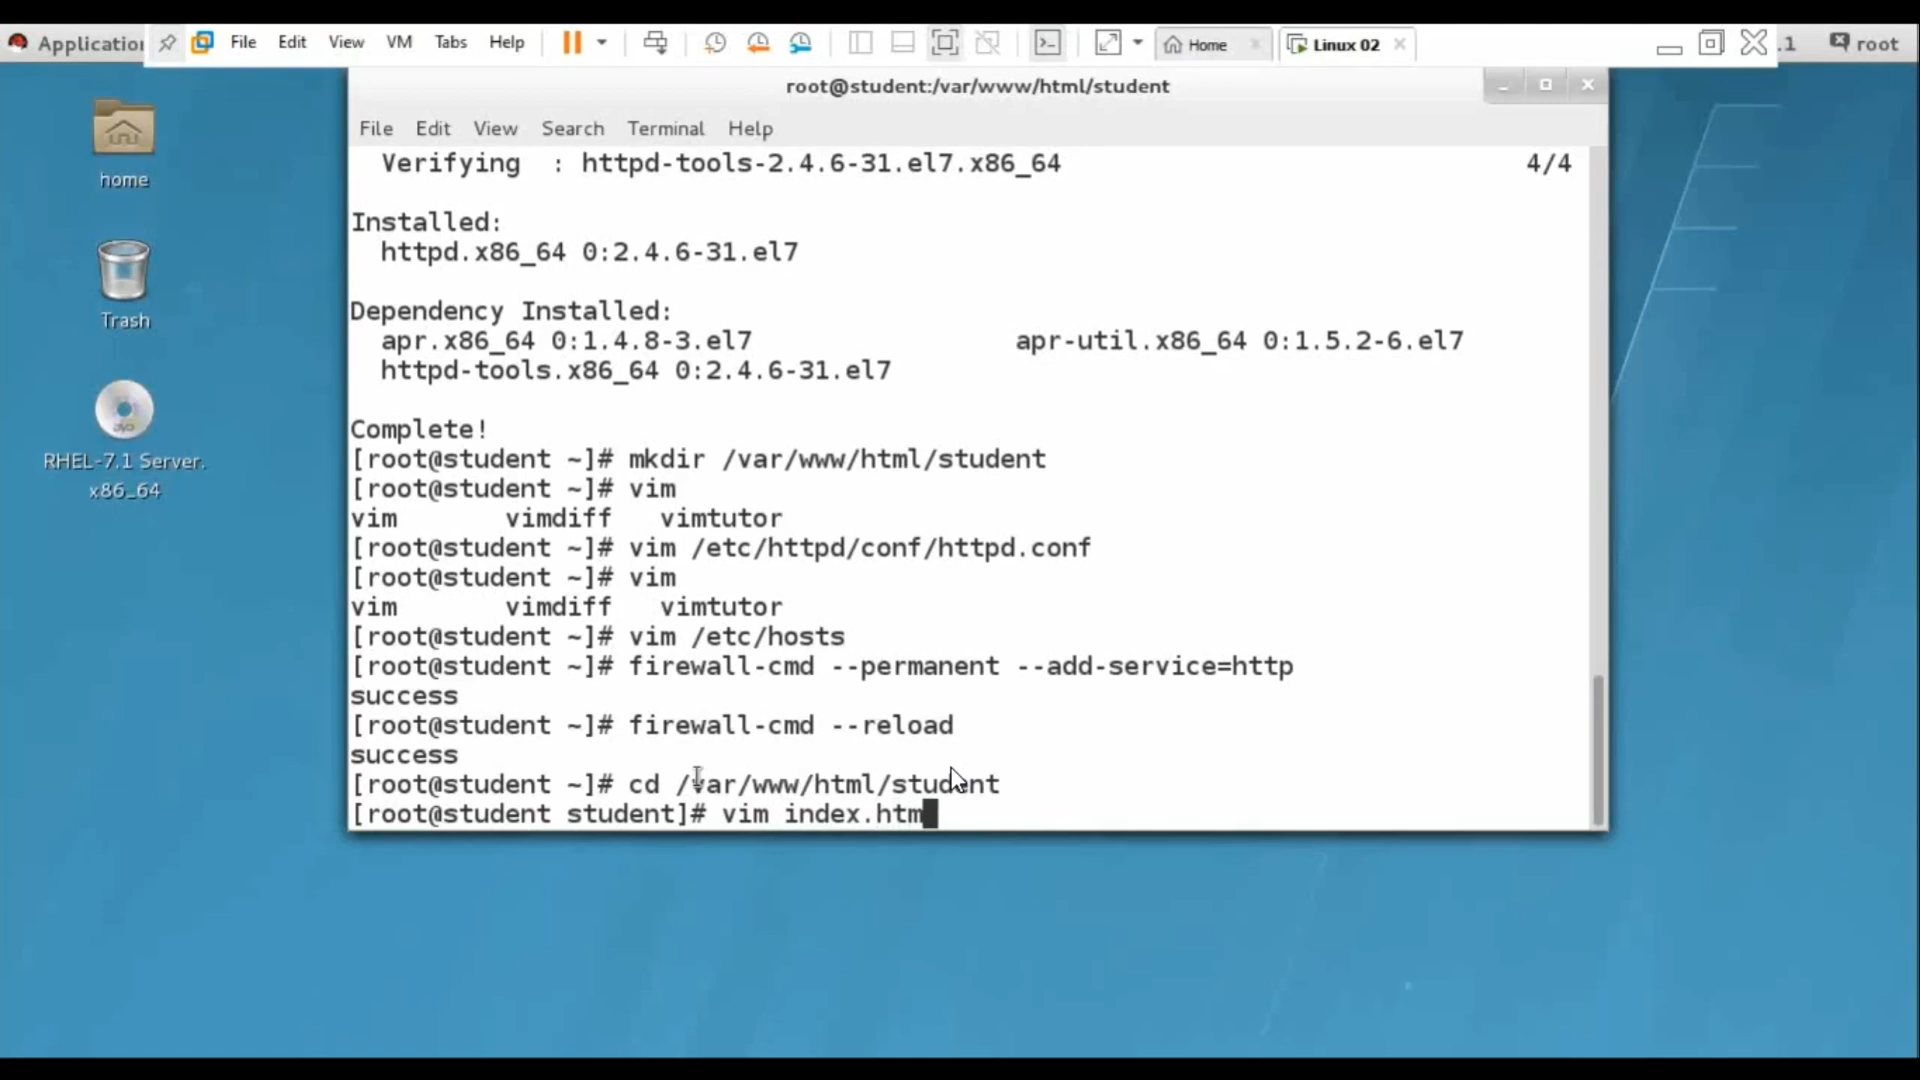 Application File Edit View VM Tabs Help Home Linux 02 .1 root
root@student:/var/www/html/student
File Edit View Search Terminal Help
home
Trash
RHEL-7.1 Server.
x86_64
Verifying : httpd-tools-2.4.6-31.el7.x86_64 4/4
Installed:
httpd.x86_64 0:2.4.6-31.el7
Dependency Installed:
apr.x86_64 0:1.4.8-3.el7 apr-util.x86_64 0:1.5.2-6.el7
httpd-tools.x86_64 0:2.4.6-31.el7
Complete!
[root@student ~]# mkdir /var/www/html/student
[root@student ~]# vim
vim vimdiff vimtutor
[root@student ~]# vim /etc/httpd/conf/httpd.conf
[root@student ~]# vim
vim vimdiff vimtutor
[root@student ~]# vim /etc/hosts
[root@student ~]# firewall-cmd --permanent --add-service=http
success
[root@student ~]# firewall-cmd --reload
success
[root@student ~]# cd /var/www/html/student
[root@student student]# vim index.htm